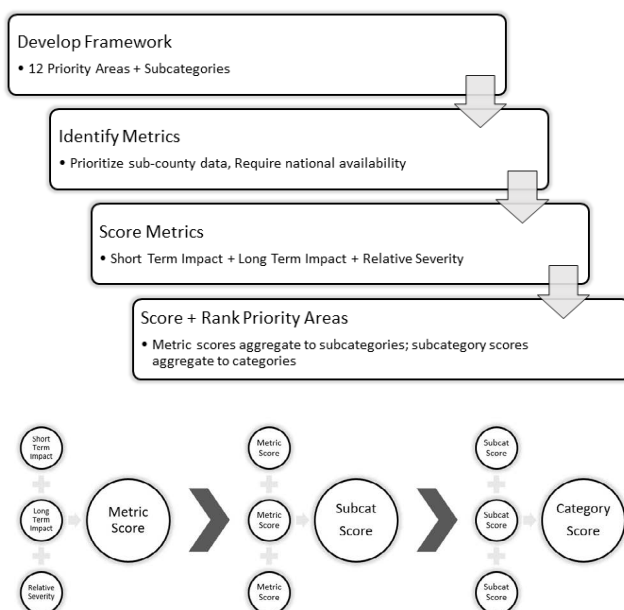 Develop Framework
• 12 Priority Areas + Subcategories
Identify Metrics
• Prioritize sub-county data, Require national availability
Score Metrics
• Short Term Impact + Long Term Impact + Relative Severity
Score + Rank Priority Areas
• Metric scores aggregate to subcategories; subcategory scores
aggregate to categories
Short
Term
Impact
Long
Term
Impact
Relative
Severity
Metric
Score
Metric
Score
Metric
Score
Metric
Score
Subcat
Score
Subcat
Score
Subcat
Score
Subcat
Score
Category
Score